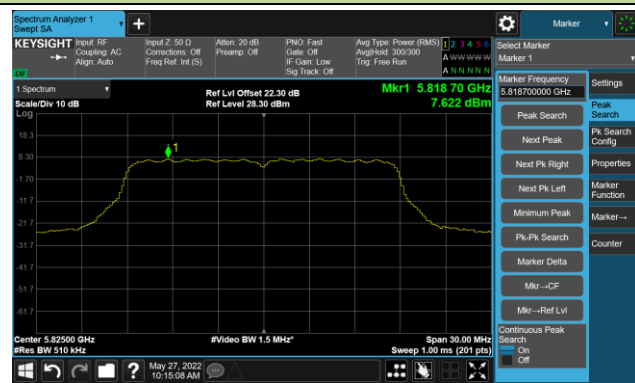 Spectrum Analyzer 1
Swept SA
Marker
KEYSIGHT
Input: RF
Coupling: AC
Align: Auto
Input Z: 50 Ω
Corrections: Off
Freq Ref: Int (S)
Atten: 20 dB
Preamp: Off
PNO: Fast
Gate: Off
IF Gain: Low
Sig Track: Off
Avg Type: Power (RMS)
Avg|Hold: 300/300
Trig: Free Run
1 2 3 4 5 6
A W W W W W
A N N N N N
LW
Select Marker
Marker 1
1 Spectrum
Scale/Div 10 dB
Log
Ref Lvl Offset 22.30 dB
Ref Level 28.30 dBm
Mkr1 5.818 70 GHz
7.622 dBm
18.3
8.30
-1.70
-11.7
-21.7
-31.7
-41.7
-51.7
-61.7
1
Marker Frequency
5.818700000 GHz
Peak Search
Next Peak
Next Pk Right
Next Pk Left
Minimum Peak
Pk-Pk Search
Marker Delta
Mkr→CF
Mkr→Ref Lvl
Continuous Peak
Search
On
Off
Settings
Peak
Search
Pk Search
Config
Properties
Marker
Function
Marker→
Counter
Center 5.82500 GHz
#Res BW 510 kHz
#Video BW 1.5 MHz*
Span 30.00 MHz
Sweep 1.00 ms (201 pts)
May 27, 2022
10:15:08 AM